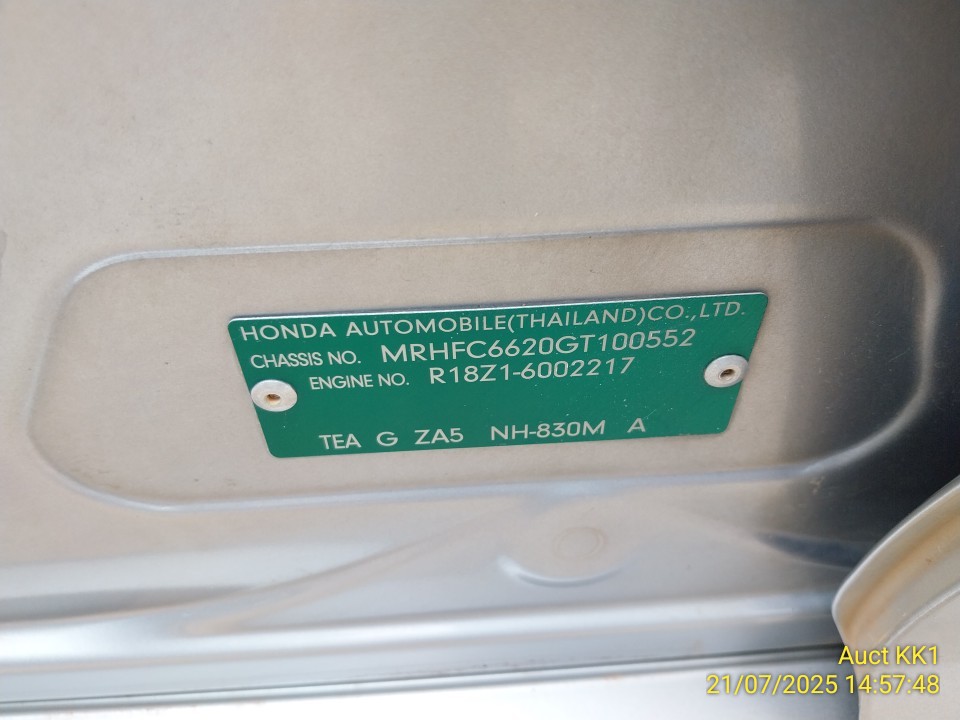 HONDA AUTOMOBILE(THAILAND)CO.,LTD.
CHASSIS NO. MRHFC6620GT100552
ENGINE NO. R18Z1-6002217
TEA G ZA5 NH-830M A
Auct KK1
21/07/2025 14:57:48